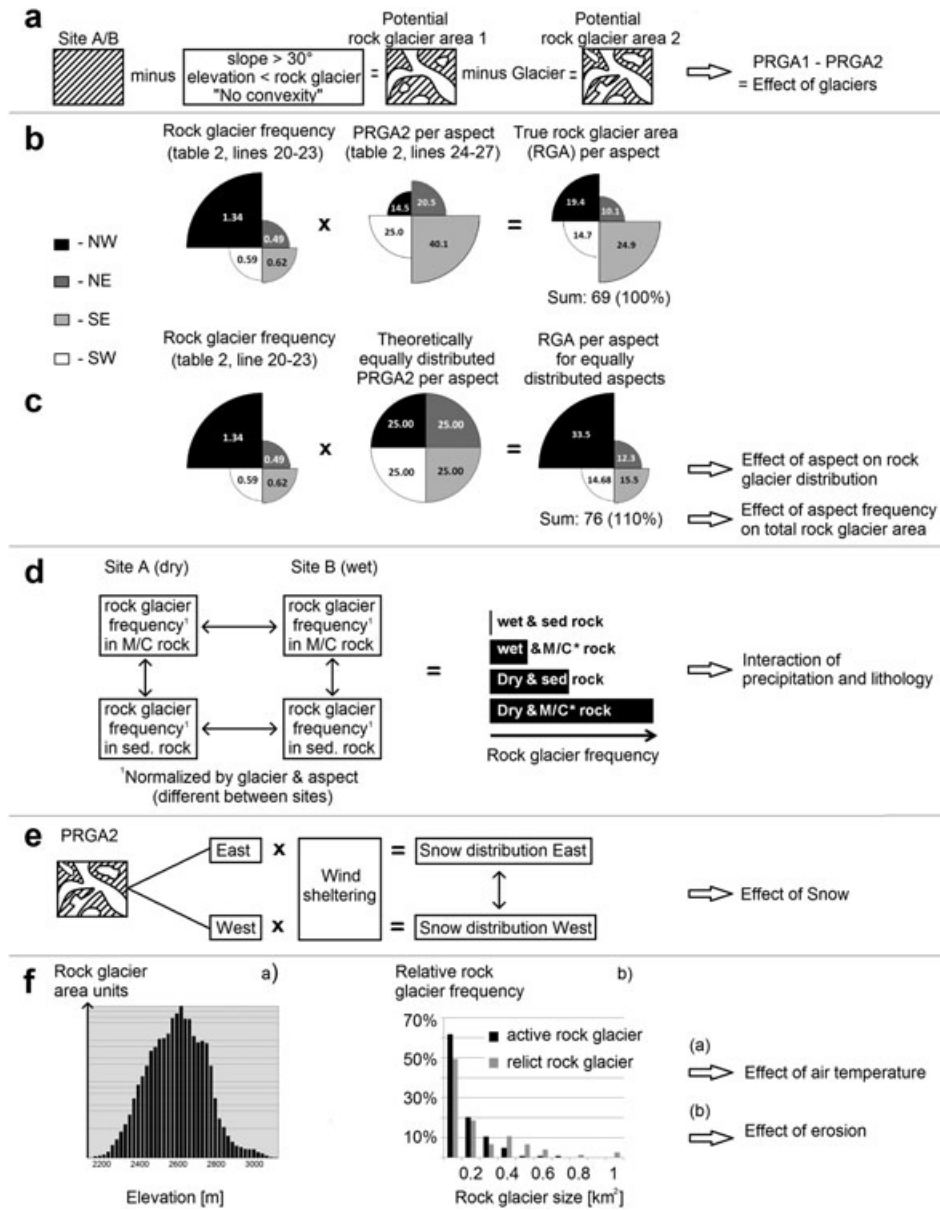 a
Site A/B
minus
slope > 30°
elevation < rock glacier
"No convexity"
=
Potential
rock glacier area 1
minus Glacier
=
Potential
rock glacier area 2
PRGA1 - PRGA2
= Effect of glaciers
b
Rock glacier frequency
(table 2, lines 20-23)
PRGA2 per aspect
(table 2, lines 24-27)
True rock glacier area
(RGA) per aspect
1.34
0.49
0.59
0.62
x
14.5
20.5
25.0
40.1
=
19.4
10.1
14.7
24.9
Sum: 69 (100%)
- NW
- NE
- SE
- SW
Rock glacier frequency
(table 2, line 20-23)
Theoretically
equally distributed
PRGA2 per aspect
RGA per aspect
for equally
distributed aspects
c
1.34
0.49
0.59
0.62
x
25.00
25.00
25.00
25.00
=
33.5
12.3
14.68
15.5
Sum: 76 (110%)
Effect of aspect on rock
glacier distribution
Effect of aspect frequency
on total rock glacier area
d
Site A (dry)
Site B (wet)
rock glacier
frequency¹
in M/C rock
rock glacier
frequency¹
in M/C rock
rock glacier
frequency¹
in sed. rock
rock glacier
frequency¹
in sed. rock
¹Normalized by glacier & aspect
(different between sites)
=
wet & sed rock
wet & M/C* rock
Dry & sed rock
Dry & M/C* rock
Rock glacier frequency
Interaction of
precipitation and lithology
e
PRGA2
East
x
West
x
Wind
sheltering
= Snow distribution East
= Snow distribution West
Effect of Snow
f
Rock glacier
area units
a)
2200 2400 2600 2800 3000
Elevation [m]
Relative rock
glacier frequency
b)
70%
50%
30%
10%
active rock glacier
relict rock glacier
0.2 0.4 0.6 0.8 1
Rock glacier size [km²]
(a)
Effect of air temperature
(b)
Effect of erosion